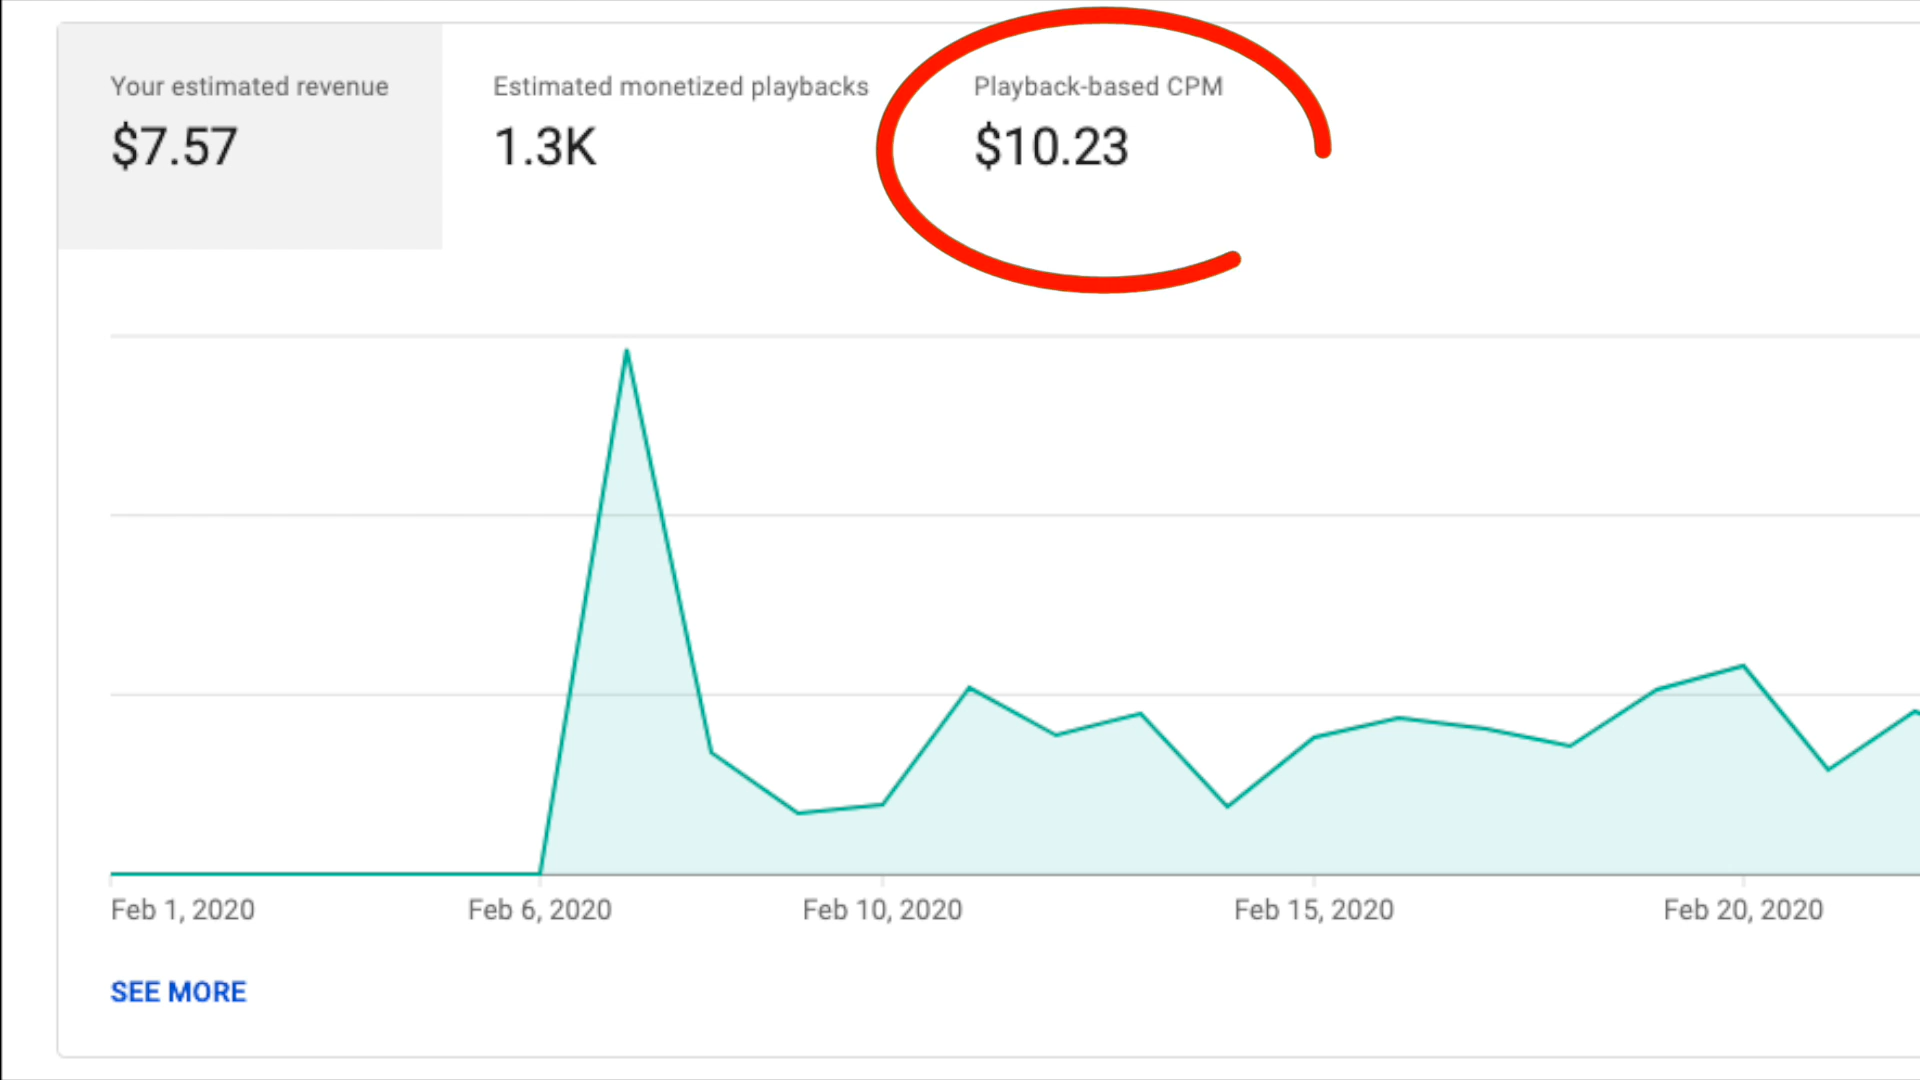 Your estimated revenue
$7.57
Estimated monetized playbacks
1.3K
Playback-based CPM
$10.23
Feb 1, 2020
Feb 6, 2020
Feb 10, 2020
Feb 15, 2020
Feb 20, 2020
SEE MORE